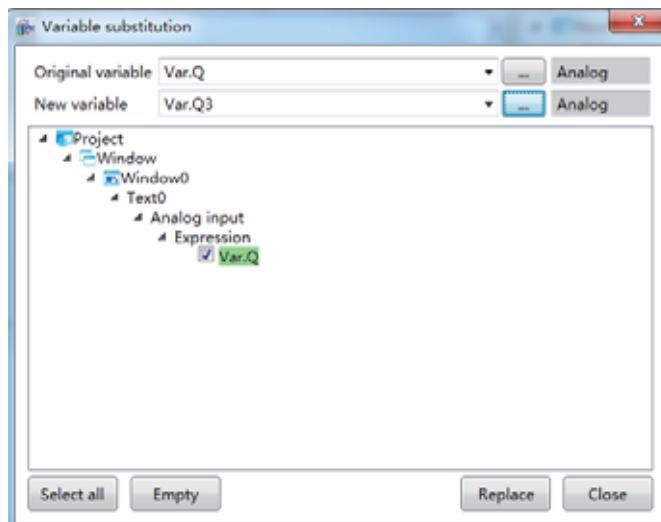 Variable substitution
Original variable Var.Q ... Analog
New variable Var.Q3 ... Analog
Project
Window
Window0
Text0
Analog input
Expression
Var.Q
Select all Empty Replace Close